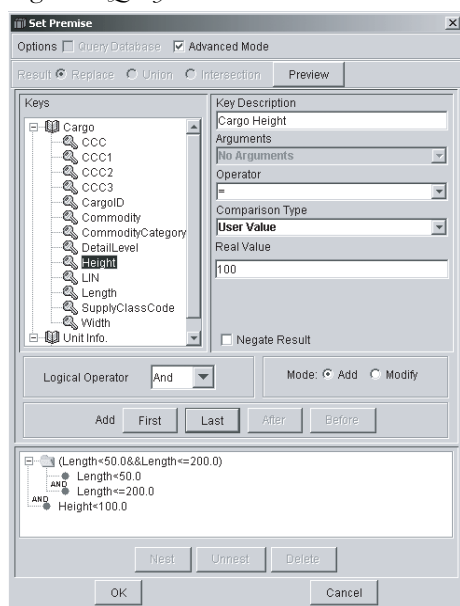 Set Premise
Options Query Database Advanced Mode
Result Replace Union Intersection Preview
Keys
Cargo
CCC
CCC1
CCC2
CCC3
CargoID
Commodity
CommodityCategory
DetailLevel
Height
LIN
Length
SupplyClassCode
Width
Unit Info.
Key Description
Cargo Height
Arguments
No Arguments
Operator
=
Comparison Type
User Value
Real Value
100
Negate Result
Logical Operator And
Mode: Add Modify
Add First Last After Before
(Length<50.0&&Length<=200.0)
Length<50.0
AND
Length<=200.0
AND
Height<100.0
Nest Unnest Delete
OK Cancel